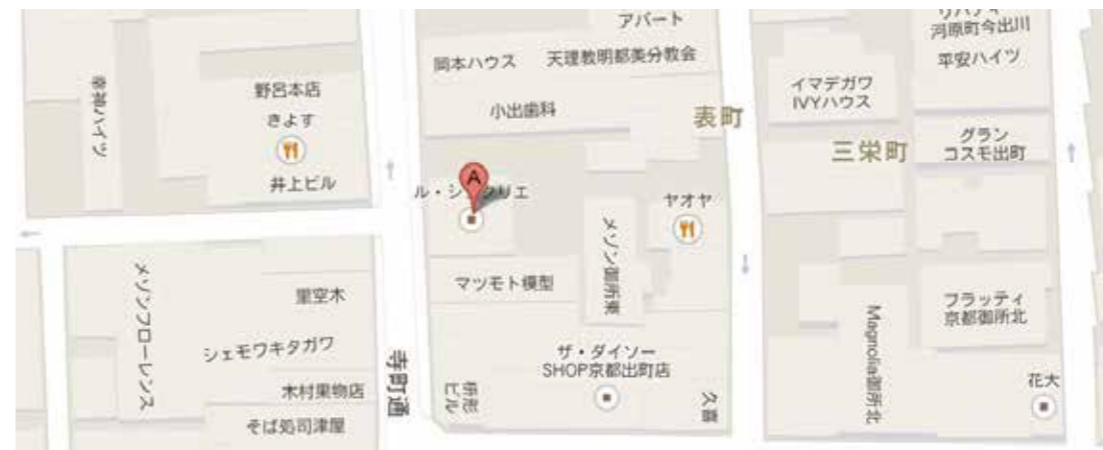 アパート
河原町今出川
岡本ハウス
天理教明都美分教会
平安ハイツ
イマデガワ
IVYハウス
野呂本店
きよす
幸神ハイツ
小出歯科
表町
三栄町
グラン
コスモ出町
井上ビル
A
ヤオヤ
メゾン御所東
マツモト模型
里空木
メゾンフローレンス
フラッティ
京都御所北
Magnolia御所北
シェモワキタガワ
ザ・ダイソー
SHOP京都出町店
寺町通
木村果物店
久喜
花大
そば処司津屋